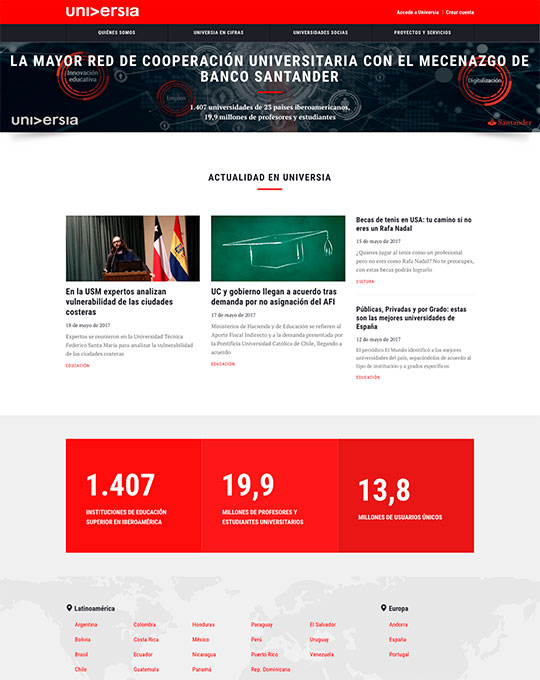 universia
Accede a Universia | Crear cuenta
QUIÉNES SOMOS UNIVERSIA EN CIFRAS UNIVERSIDADES SOCIAS PROYECTOS Y SERVICIOS
LA MAYOR RED DE COOPERACIÓN UNIVERSITARIA CON EL MECENAZGO DE
BANCO SANTANDER
Innovación
educativa
Empleo
Digitalización
1.407 universidades de 23 países iberoamericanos,
19,9 millones de profesores y estudiantes
universia
Santander
ACTUALIDAD EN UNIVERSIA
En la USM expertos analizan
vulnerabilidad de las ciudades
costeras
18 de mayo de 2017
Expertos se reunieron en la Universidad Técnica
Federico Santa María para analizar la vulnerabilidad
de las ciudades costeras
EDUCACIÓN
UC y gobierno llegan a acuerdo tras
demanda por no asignación del AFI
17 de mayo de 2017
Ministerios de Hacienda y de Educación se refieren al
Aporte Fiscal Indirecto y a la demanda presentada por
la Pontificia Universidad Católica de Chile, llegando a
acuerdo
EDUCACIÓN
Becas de tenis en USA: tu camino si no
eres un Rafa Nadal
15 de mayo de 2017
¿Quieres jugar al tenis como un profesional
pero no eres como Rafa Nadal? No te preocupes,
con estas becas podrás lograrlo
CULTURA
Públicas, Privadas y por Grado: estas
son las mejores universidades de
España
12 de mayo de 2017
El periódico El Mundo identificó a las mejores
universidades del país, separándolas de acuerdo al
tipo de institución y a grados específicos
EDUCACIÓN
1.407
INSTITUCIONES DE EDUCACIÓN
SUPERIOR EN IBEROAMÉRICA
19,9
MILLONES DE PROFESORES Y
ESTUDIANTES UNIVERSITARIOS
13,8
MILLONES DE USUARIOS ÚNICOS
Latinoamérica
Argentina Colombia Honduras Paraguay El Salvador
Bolivia Costa Rica México Perú Uruguay
Brasil Ecuador Nicaragua Puerto Rico Venezuela
Chile Guatemala Panamá Rep. Dominicana
Europa
Andorra
España
Portugal